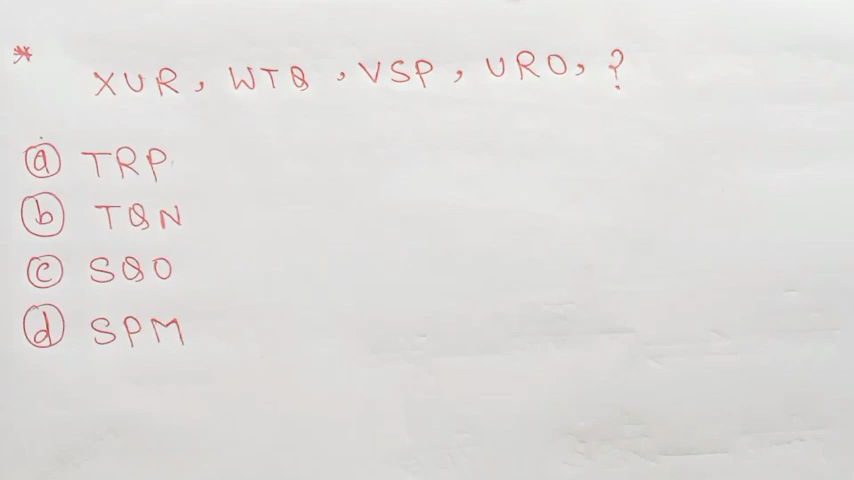 *
XUR, WTQ, VSP, URO, ?
ⓐ TRP
ⓑ TQN
ⓒ SQO
ⓓ SPM